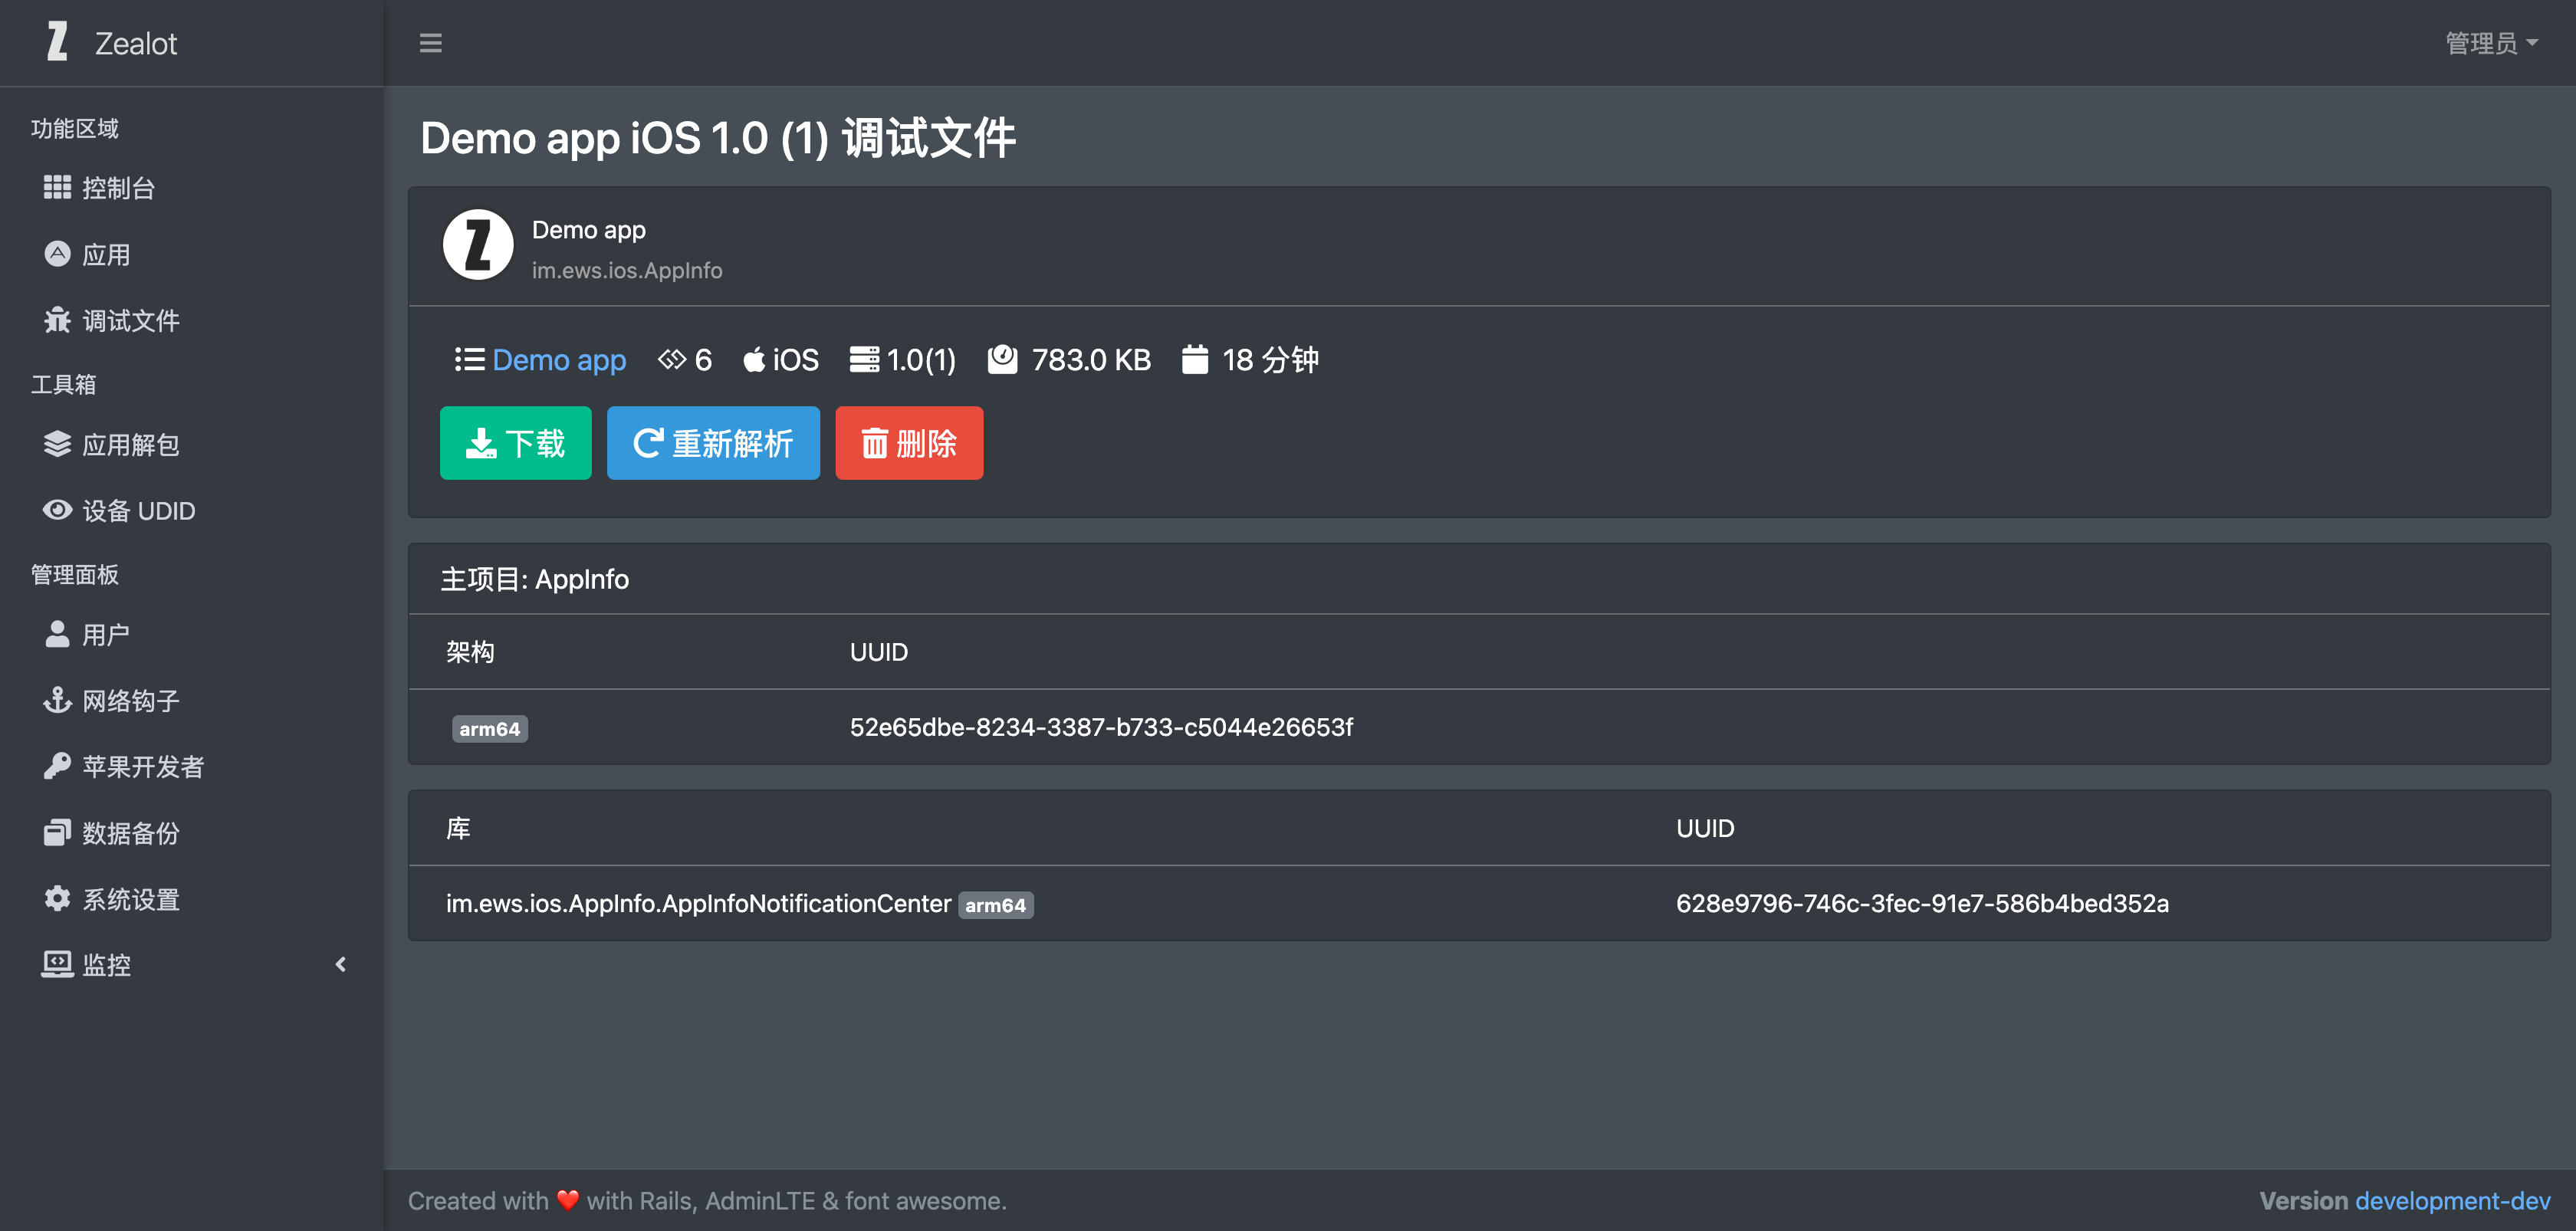 Zealot
管理员
功能区域
控制台
应用
调试文件
工具箱
应用解包
设备 UDID
管理面板
用户
网络钩子
苹果开发者
数据备份
系统设置
监控
Demo app iOS 1.0 (1) 调试文件
Demo app
im.ews.ios.AppInfo
Demo app 6 iOS 1.0(1) 783.0 KB 18 分钟
下载 重新解析 删除
主项目: AppInfo
架构 UUID
arm64 52e65dbe-8234-3387-b733-c5044e26653f
库 UUID
im.ews.ios.AppInfo.AppInfoNotificationCenter arm64 628e9796-746c-3fec-91e7-586b4bed352a
Created with ❤️ with Rails, AdminLTE & font awesome.
Version development-dev